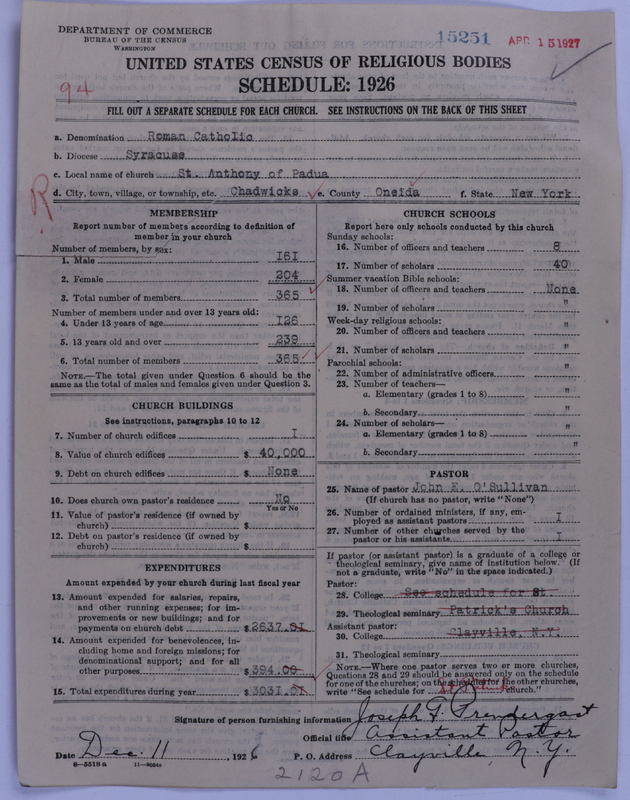 DEPARTMENT OF COMMERCE
BUREAU OF THE CENSUS
WASHINGTON
15251 APR 15 1927
UNITED STATES CENSUS OF RELIGIOUS BODIES
SCHEDULE: 1926
94
FILL OUT A SEPARATE SCHEDULE FOR EACH CHURCH. SEE INSTRUCTIONS ON THE BACK OF THIS SHEET
a. Denomination Roman Catholic
b. Diocese Syracuse
c. Local name of church St. Anthony of Padua
d. City, town, village, or township, etc. Chadwicks e. County Oneida f. State New York
R
MEMBERSHIP
Report number of members according to definition of
member in your church
Number of members, by sex:
1. Male I6I
2. Female 204
3. Total number of members 365
Number of members under and over 13 years old:
4. Under 13 years of age I26
5. 13 years old and over 239
6. Total number of members 365
NOTE.—The total given under Question 6 should be the
same as the total of males and females given under Question 3.
CHURCH BUILDINGS
See instructions, paragraphs 10 to 12
7. Number of church edifices I
8. Value of church edifices $ 40,000
9. Debt on church edifices $ None
10. Does church own pastor's residence No
Yes or No
11. Value of pastor's residence (if owned by
church) $
12. Debt on pastor's residence (if owned by
church) $
EXPENDITURES
Amount expended by your church during last fiscal year
13. Amount expended for salaries, repairs,
and other running expenses; for im-
provements or new buildings; and for
payments on church debt $ 2637.01
14. Amount expended for benevolences, in-
cluding home and foreign missions; for
denominational support; and for all
other purposes $ 394.00
15. Total expenditures during year $ 3031.01
CHURCH SCHOOLS
Report here only schools conducted by this church
Sunday schools:
16. Number of officers and teachers 8
17. Number of scholars 40
Summer vacation Bible schools:
18. Number of officers and teachers None
19. Number of scholars "
Week-day religious schools:
20. Number of officers and teachers "
21. Number of scholars "
Parochial schools:
22. Number of administrative officers "
23. Number of teachers—
a. Elementary (grades 1 to 8) "
b. Secondary "
24. Number of scholars—
a. Elementary (grades 1 to 8) "
b. Secondary "
PASTOR
25. Name of pastor John E. O'Sullivan
(If church has no pastor, write "None")
26. Number of ordained ministers, if any, em-
ployed as assistant pastors I
27. Number of other churches served by the
pastor or his assistants I
If pastor (or assistant pastor) is a graduate of a college or
theological seminary, give name of institution below. (If
not a graduate, write "No" in the space indicated.)
Pastor:
28. College See schedule for St
29. Theological seminary Patrick's Church
Assistant pastor:
30. College Clayville, N.Y.
31. Theological seminary
NOTE.—Where one pastor serves two or more churches,
Questions 28 and 29 should be answered only on the schedule
for one of the churches; on the schedules for the other churches,
write "See schedule for church."
Signature of person furnishing information Joseph G. Prendergast
Official title Assistant Pastor
Date Dec. 11, 1926 P. O. Address Clayville, N.Y.
8—5518a 11—9084
2120A